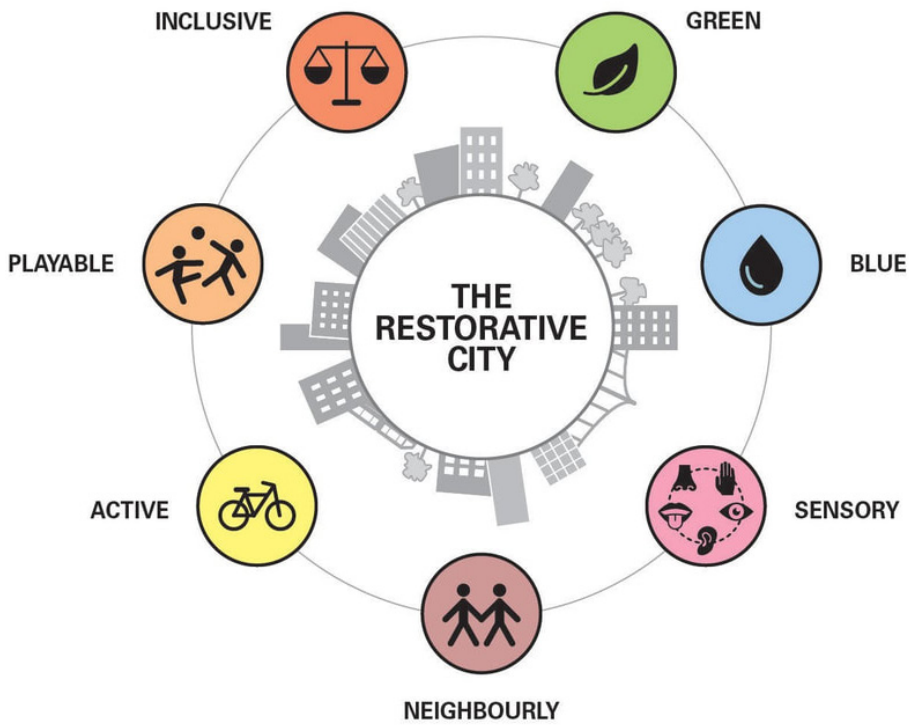 INCLUSIVE
GREEN
PLAYABLE
BLUE
THE
RESTORATIVE
CITY
ACTIVE
SENSORY
NEIGHBOURLY